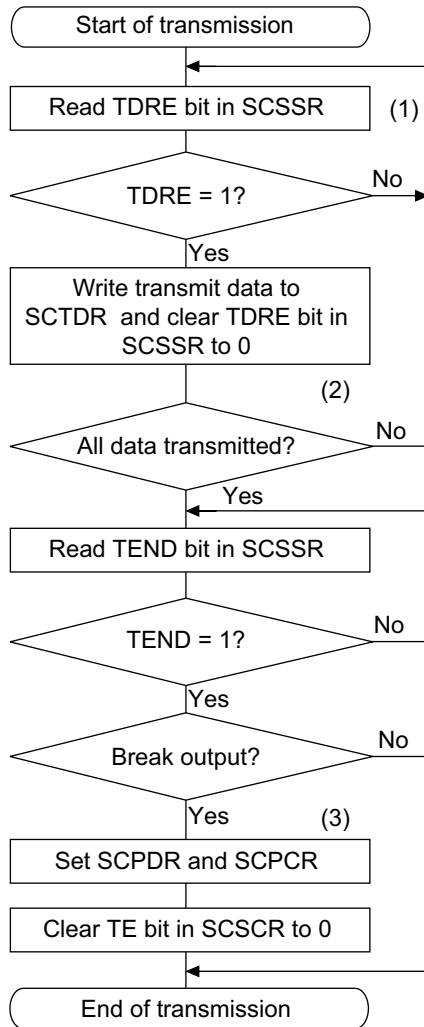 Start of transmission
Read TDRE bit in SCSSR
(1)
TDRE = 1?
No
Yes
Write transmit data to
SCTDR and clear TDRE bit in
SCSSR to 0
(2)
All data transmitted?
No
Yes
Read TEND bit in SCSSR
TEND = 1?
No
Yes
Break output?
No
Yes
(3)
Set SCPDR and SCPCR
Clear TE bit in SCSCR to 0
End of transmission